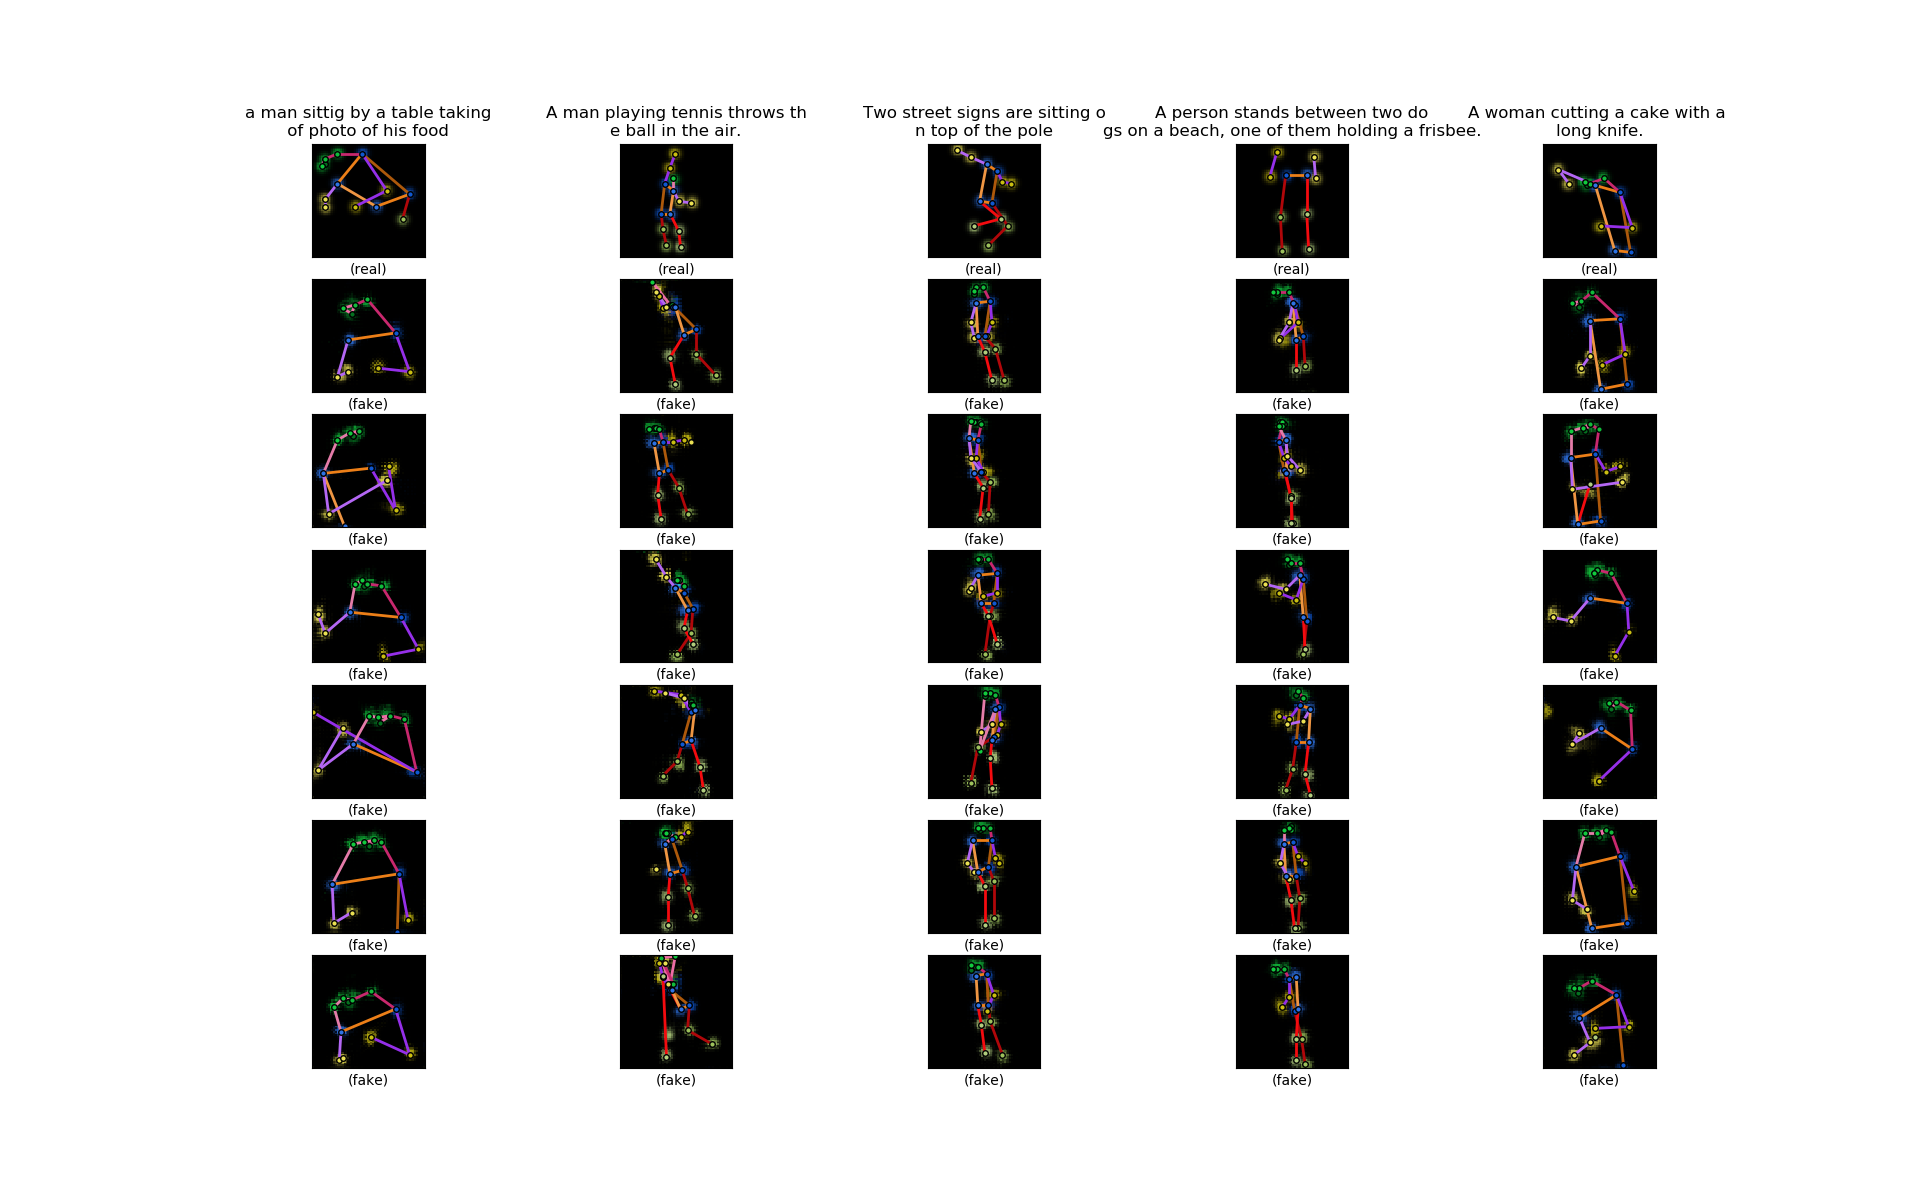 a man sittig by a table taking
of photo of his food
A man playing tennis throws th
e ball in the air.
Two street signs are sitting o
n top of the pole
A person stands between two do
gs on a beach, one of them holding a frisbee.
A woman cutting a cake with a
long knife.
(real) (real) (real) (real) (real)
(fake) (fake) (fake) (fake) (fake)
(fake) (fake) (fake) (fake) (fake)
(fake) (fake) (fake) (fake) (fake)
(fake) (fake) (fake) (fake) (fake)
(fake) (fake) (fake) (fake) (fake)
(fake) (fake) (fake) (fake) (fake)